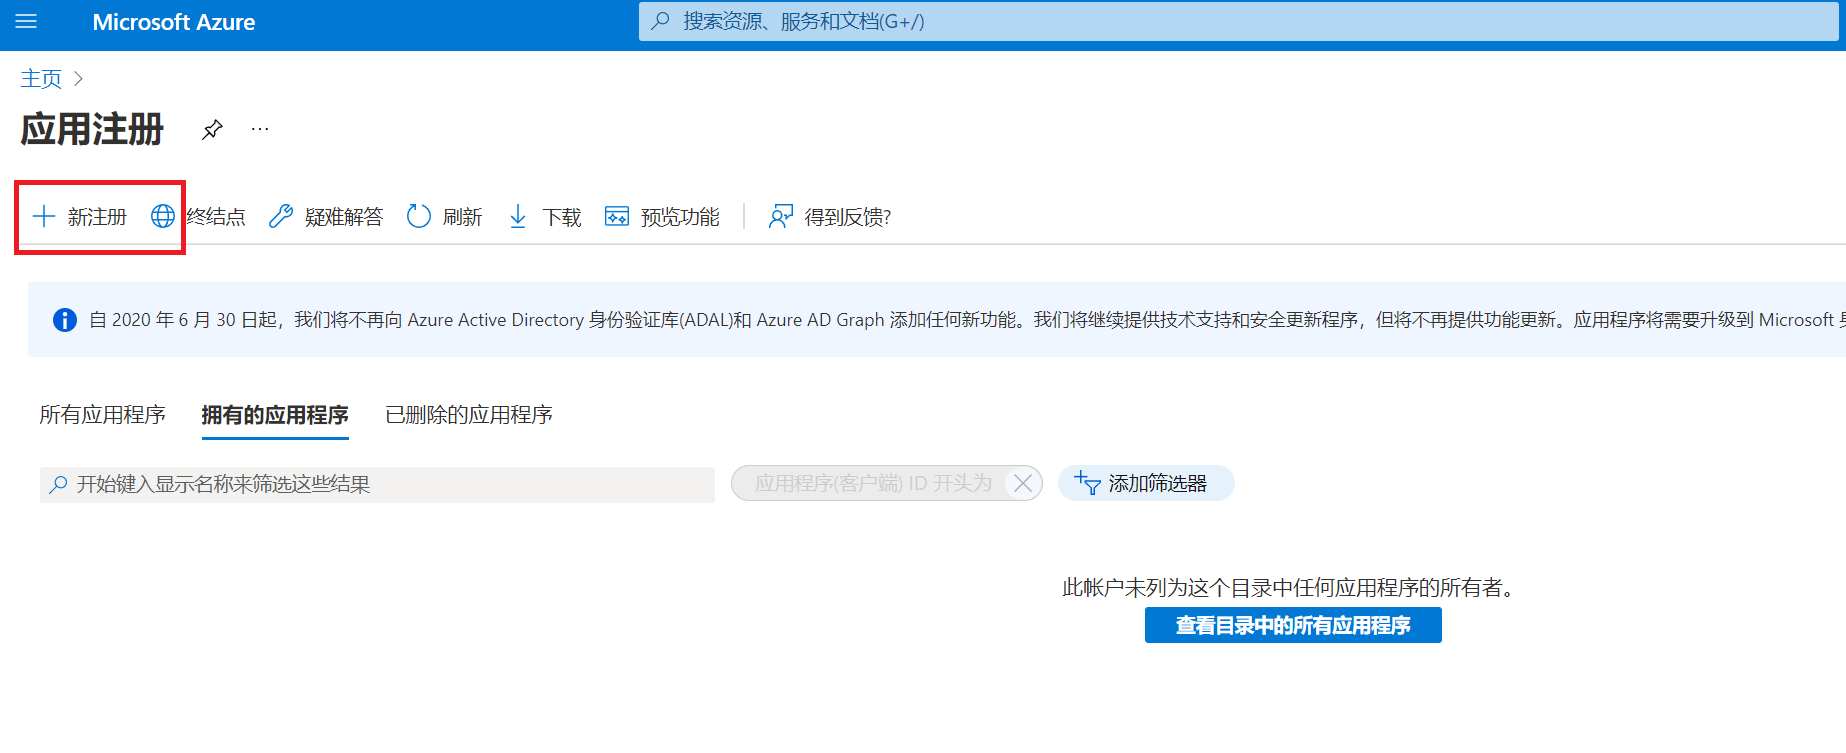 Microsoft Azure
搜索资源、服务和文档(G+/)
主页
应用注册
新注册 终结点 疑难解答 刷新 下载 预览功能 得到反馈?
自 2020 年 6 月 30 日起，我们将不再向 Azure Active Directory 身份验证库(ADAL)和 Azure AD Graph 添加任何新功能。我们将继续提供技术支持和安全更新程序，但将不再提供功能更新。应用程序将需要升级到 Microsoft
所有应用程序 拥有的应用程序 已删除的应用程序
开始键入显示名称来筛选这些结果 应用程序(客户端) ID 开头为 添加筛选器
此帐户未列为这个目录中任何应用程序的所有者。
查看目录中的所有应用程序